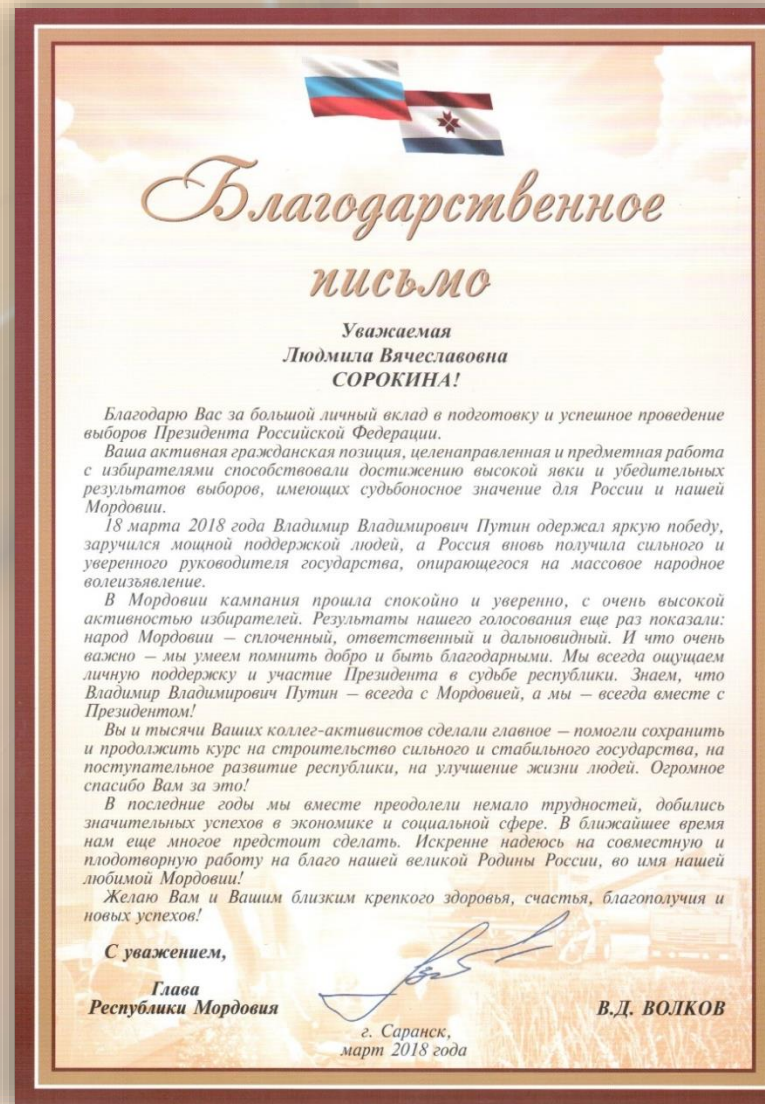 Благодарственное
письмо
Уважаемая
Людмила Вячеславовна
СОРОКИНА!
Благодарю Вас за большой личный вклад в подготовку и успешное проведение
выборов Президента Российской Федерации.
Ваша активная гражданская позиция, целенаправленная и предметная работа
с избирателями способствовали достижению высокой явки и убедительных
результатов выборов, имеющих судьбоносное значение для России и нашей
Мордовии.
18 марта 2018 года Владимир Владимирович Путин одержал яркую победу,
заручился мощной поддержкой людей, а Россия вновь получила сильного и
уверенного руководителя государства, опирающегося на массовое народное
волеизъявление.
В Мордовии кампания прошла спокойно и уверенно, с очень высокой
активностью избирателей. Результаты нашего голосования еще раз показали:
народ Мордовии – сплоченный, ответственный и дальновидный. И что очень
важно – мы умеем помнить добро и быть благодарными. Мы всегда ощущаем
личную поддержку и участие Президента в судьбе республики. Знаем, что
Владимир Владимирович Путин – всегда с Мордовией, а мы – всегда вместе с
Президентом!
Вы и тысячи Ваших коллег-активистов сделали главное – помогли сохранить
и продолжить курс на строительство сильного и стабильного государства, на
поступательное развитие республики, на улучшение жизни людей. Огромное
спасибо Вам за это!
В последние годы мы вместе преодолели немало трудностей, добились
значительных успехов в экономике и социальной сфере. В ближайшее время
нам еще многое предстоит сделать. Искренне надеюсь на совместную и
плодотворную работу на благо нашей великой Родины России, во имя нашей
любимой Мордовии!
Желаю Вам и Вашим близким крепкого здоровья, счастья, благополучия и
новых успехов!
С уважением,
Глава
Республики Мордовия
В.Д. ВОЛКОВ
г. Саранск,
март 2018 года